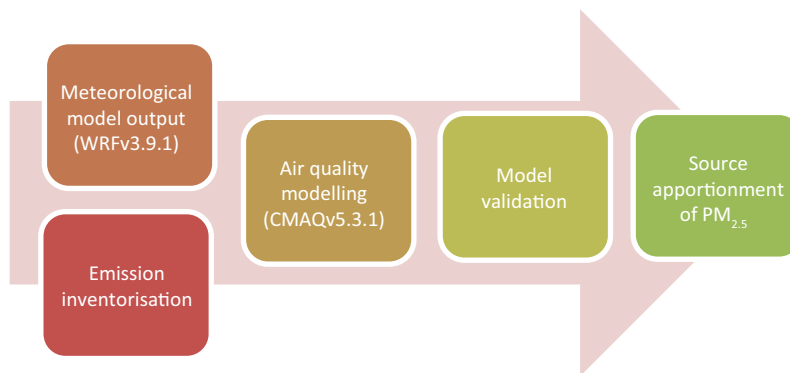 Meteorological
model output
(WRFv3.9.1)
Emission
inventorisation
Air quality
modelling
(CMAQv5.3.1)
Model
validation
Source
apportionment
of PM2.5